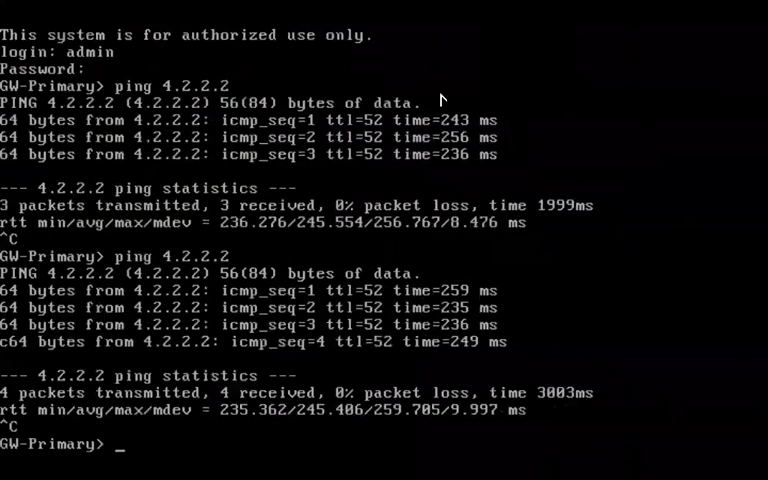 This system is for authorized use only.
login: admin
Password:
GW-Primary> ping 4.2.2.2
PING 4.2.2.2 (4.2.2.2) 56(84) bytes of data.
64 bytes from 4.2.2.2: icmp_seq=1 ttl=52 time=243 ms
64 bytes from 4.2.2.2: icmp_seq=2 ttl=52 time=256 ms
64 bytes from 4.2.2.2: icmp_seq=3 ttl=52 time=236 ms
--- 4.2.2.2 ping statistics ---
3 packets transmitted, 3 received, 0% packet loss, time 1999ms
rtt min/avg/max/mdev = 236.276/245.554/256.767/8.476 ms
^C
GW-Primary> ping 4.2.2.2
PING 4.2.2.2 (4.2.2.2) 56(84) bytes of data.
64 bytes from 4.2.2.2: icmp_seq=1 ttl=52 time=259 ms
64 bytes from 4.2.2.2: icmp_seq=2 ttl=52 time=235 ms
64 bytes from 4.2.2.2: icmp_seq=3 ttl=52 time=236 ms
c64 bytes from 4.2.2.2: icmp_seq=4 ttl=52 time=249 ms
--- 4.2.2.2 ping statistics ---
4 packets transmitted, 4 received, 0% packet loss, time 3003ms
rtt min/avg/max/mdev = 235.362/245.406/259.705/9.997 ms
^C
GW-Primary> _